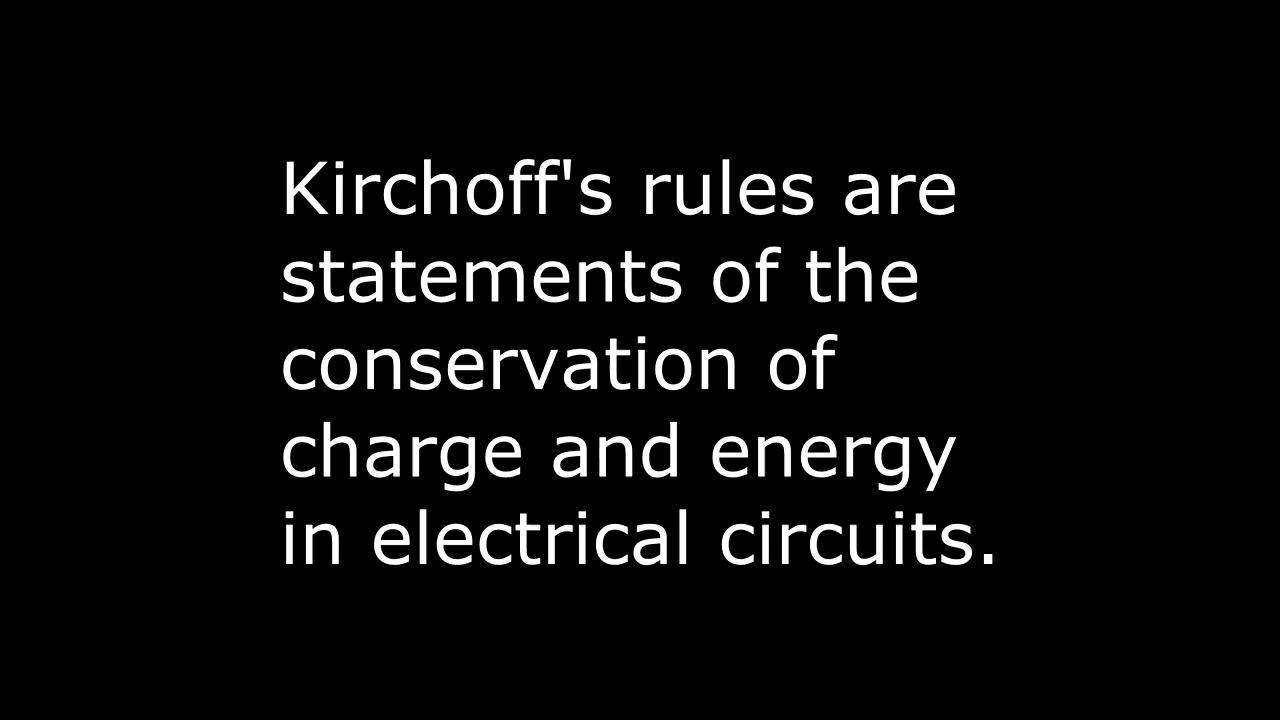 Kirchoff's rules are
statements of the
conservation of
charge and energy
in electrical circuits.